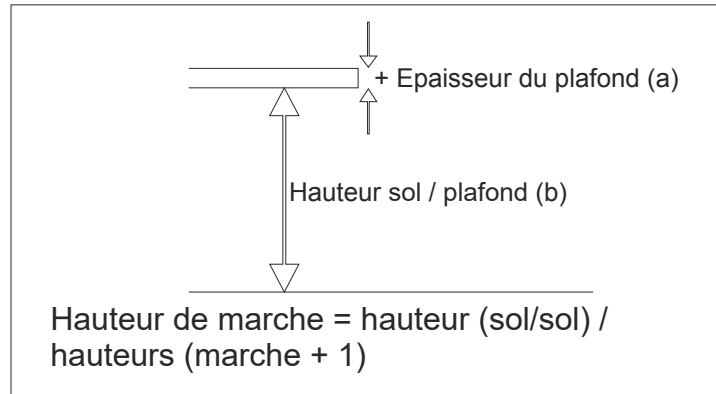 + Epaisseur du plafond (a)
Hauteur sol / plafond (b)
Hauteur de marche = hauteur (sol/sol) /
hauteurs (marche + 1)